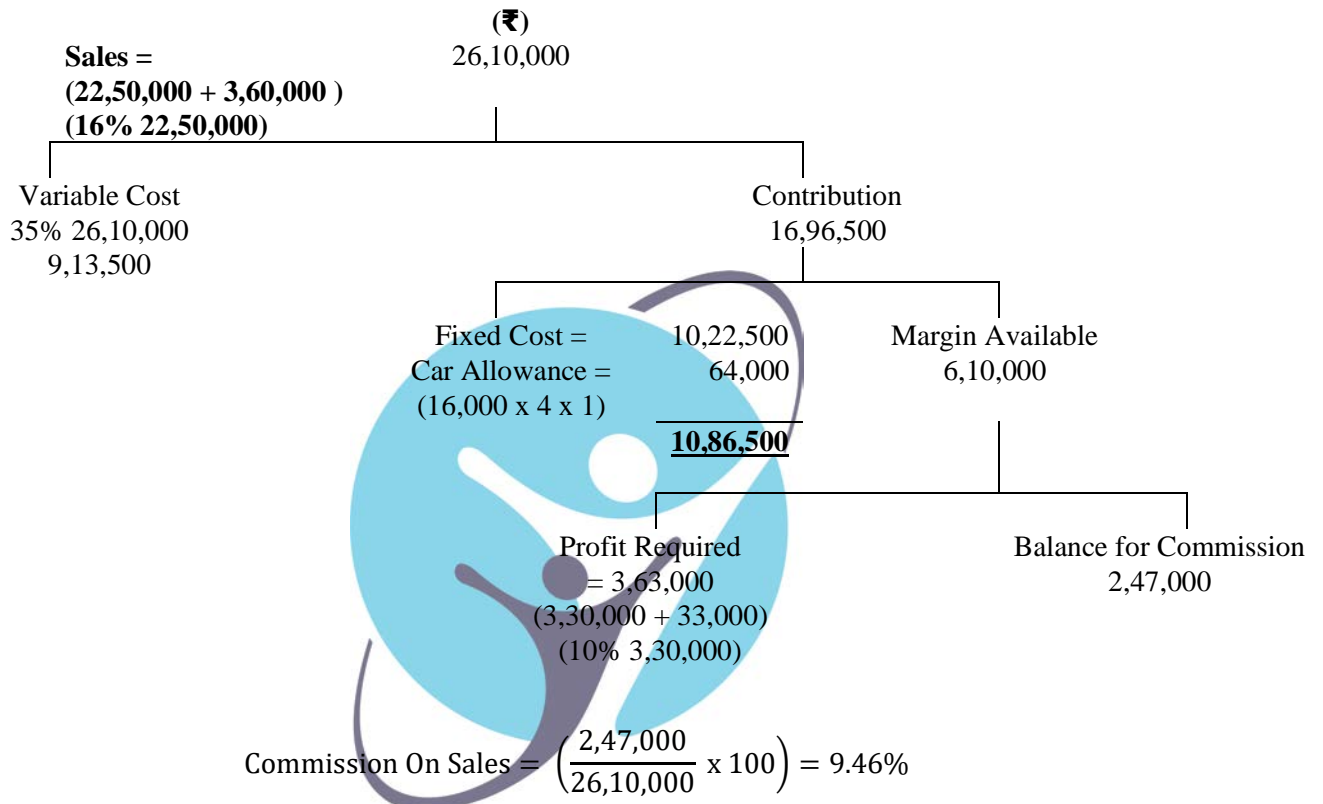 (₹)
Sales = 26,10,000
(22,50,000 + 3,60,000 )
(16% 22,50,000)
Variable Cost Contribution
35% 26,10,000 16,96,500
9,13,500
Fixed Cost = 10,22,500 Margin Available
Car Allowance = 64,000 6,10,000
(16,000 x 4 x 1)
10,86,500
Profit Required Balance for Commission
= 3,63,000 2,47,000
(3,30,000 + 33,000)
(10% 3,30,000)
Commission On Sales = (2,47,000/26,10,000 x 100) = 9.46%